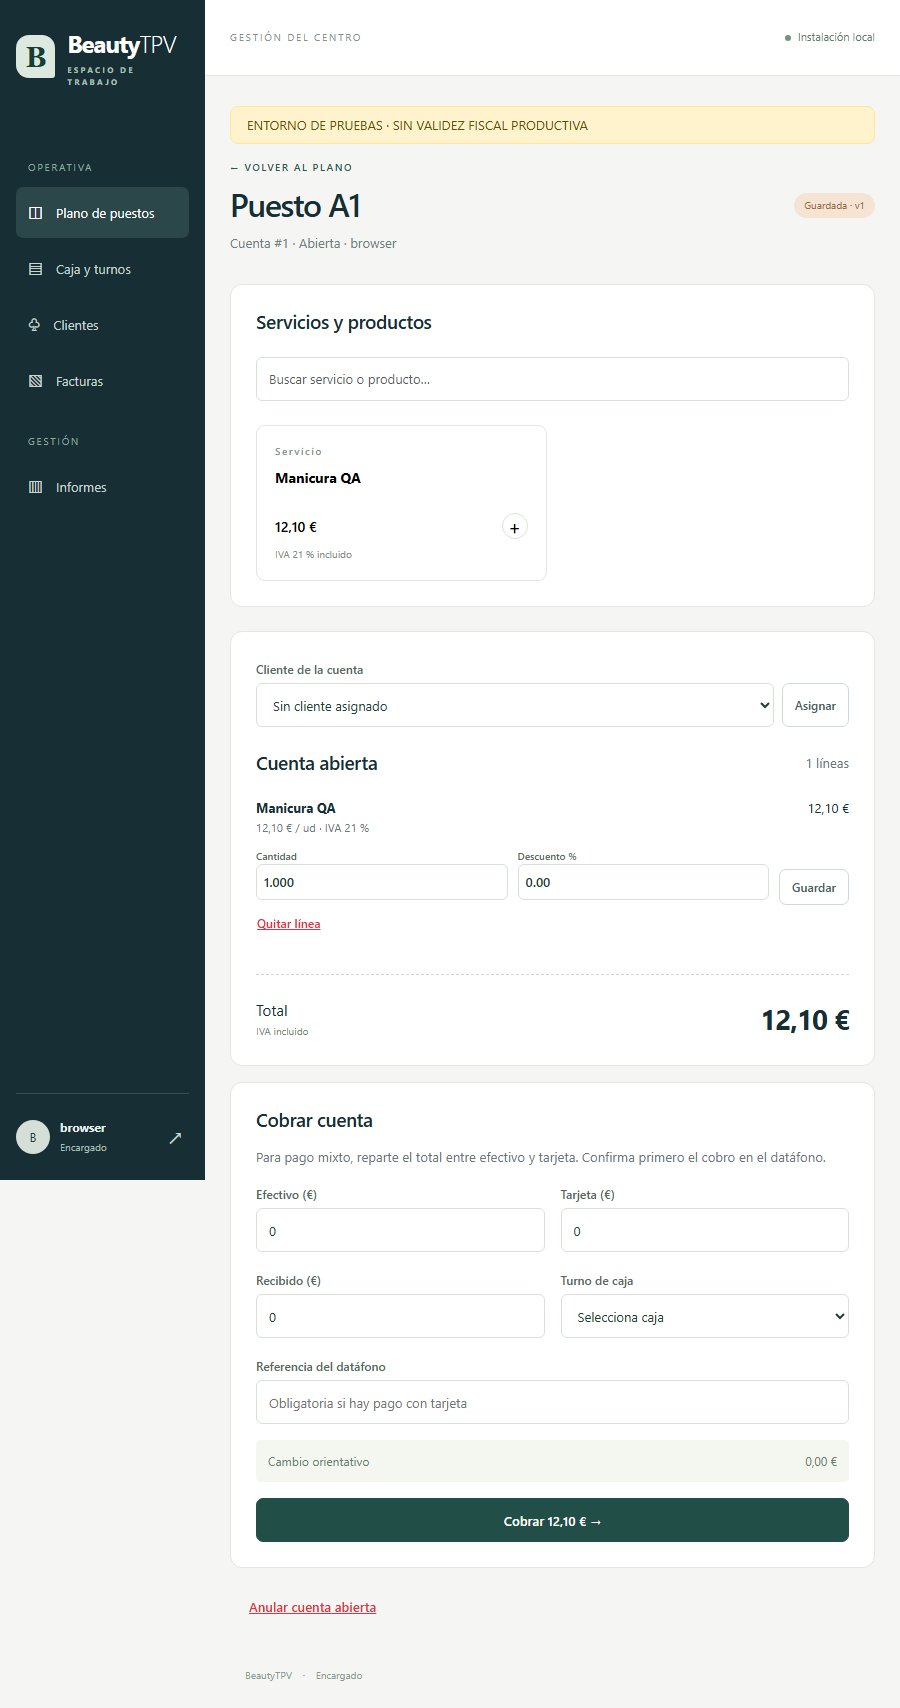 B
BeautyTPV
ESPACIO DE
TRABAJO
OPERATIVA
Plano de puestos
Caja y turnos
Clientes
Facturas
GESTIÓN
Informes
B
browser
Encargado
GESTIÓN DEL CENTRO
Instalación local
ENTORNO DE PRUEBAS · SIN VALIDEZ FISCAL PRODUCTIVA
← VOLVER AL PLANO
Puesto A1
Guardada · v1
Cuenta #1 · Abierta · browser
Servicios y productos
Buscar servicio o producto...
Servicio
Manicura QA
12,10 €
+
IVA 21 % incluido
Cliente de la cuenta
Sin cliente asignado
Asignar
Cuenta abierta
1 líneas
Manicura QA
12,10 €
12,10 € / ud · IVA 21 %
Cantidad
Descuento %
1.000
0.00
Guardar
Quitar línea
Total
IVA incluido
12,10 €
Cobrar cuenta
Para pago mixto, reparte el total entre efectivo y tarjeta. Confirma primero el cobro en el datáfono.
Efectivo (€)
Tarjeta (€)
0
0
Recibido (€)
Turno de caja
0
Selecciona caja
Referencia del datáfono
Obligatoria si hay pago con tarjeta
Cambio orientativo
0,00 €
Cobrar 12,10 € →
Anular cuenta abierta
BeautyTPV · Encargado